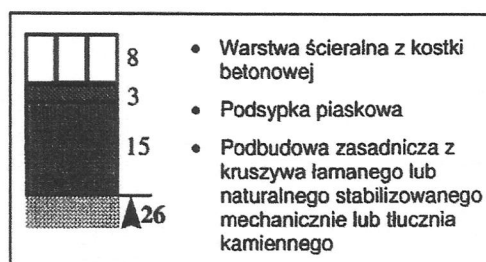 8
3
15
26
• Warstwa ścieralna z kostki
betonowej
• Podsypka piaskowa
• Podbudowa zasadnicza z
kruszywa łamanego lub
naturalnego stabilizowanego
mechanicznie lub tłucznia
kamiennego